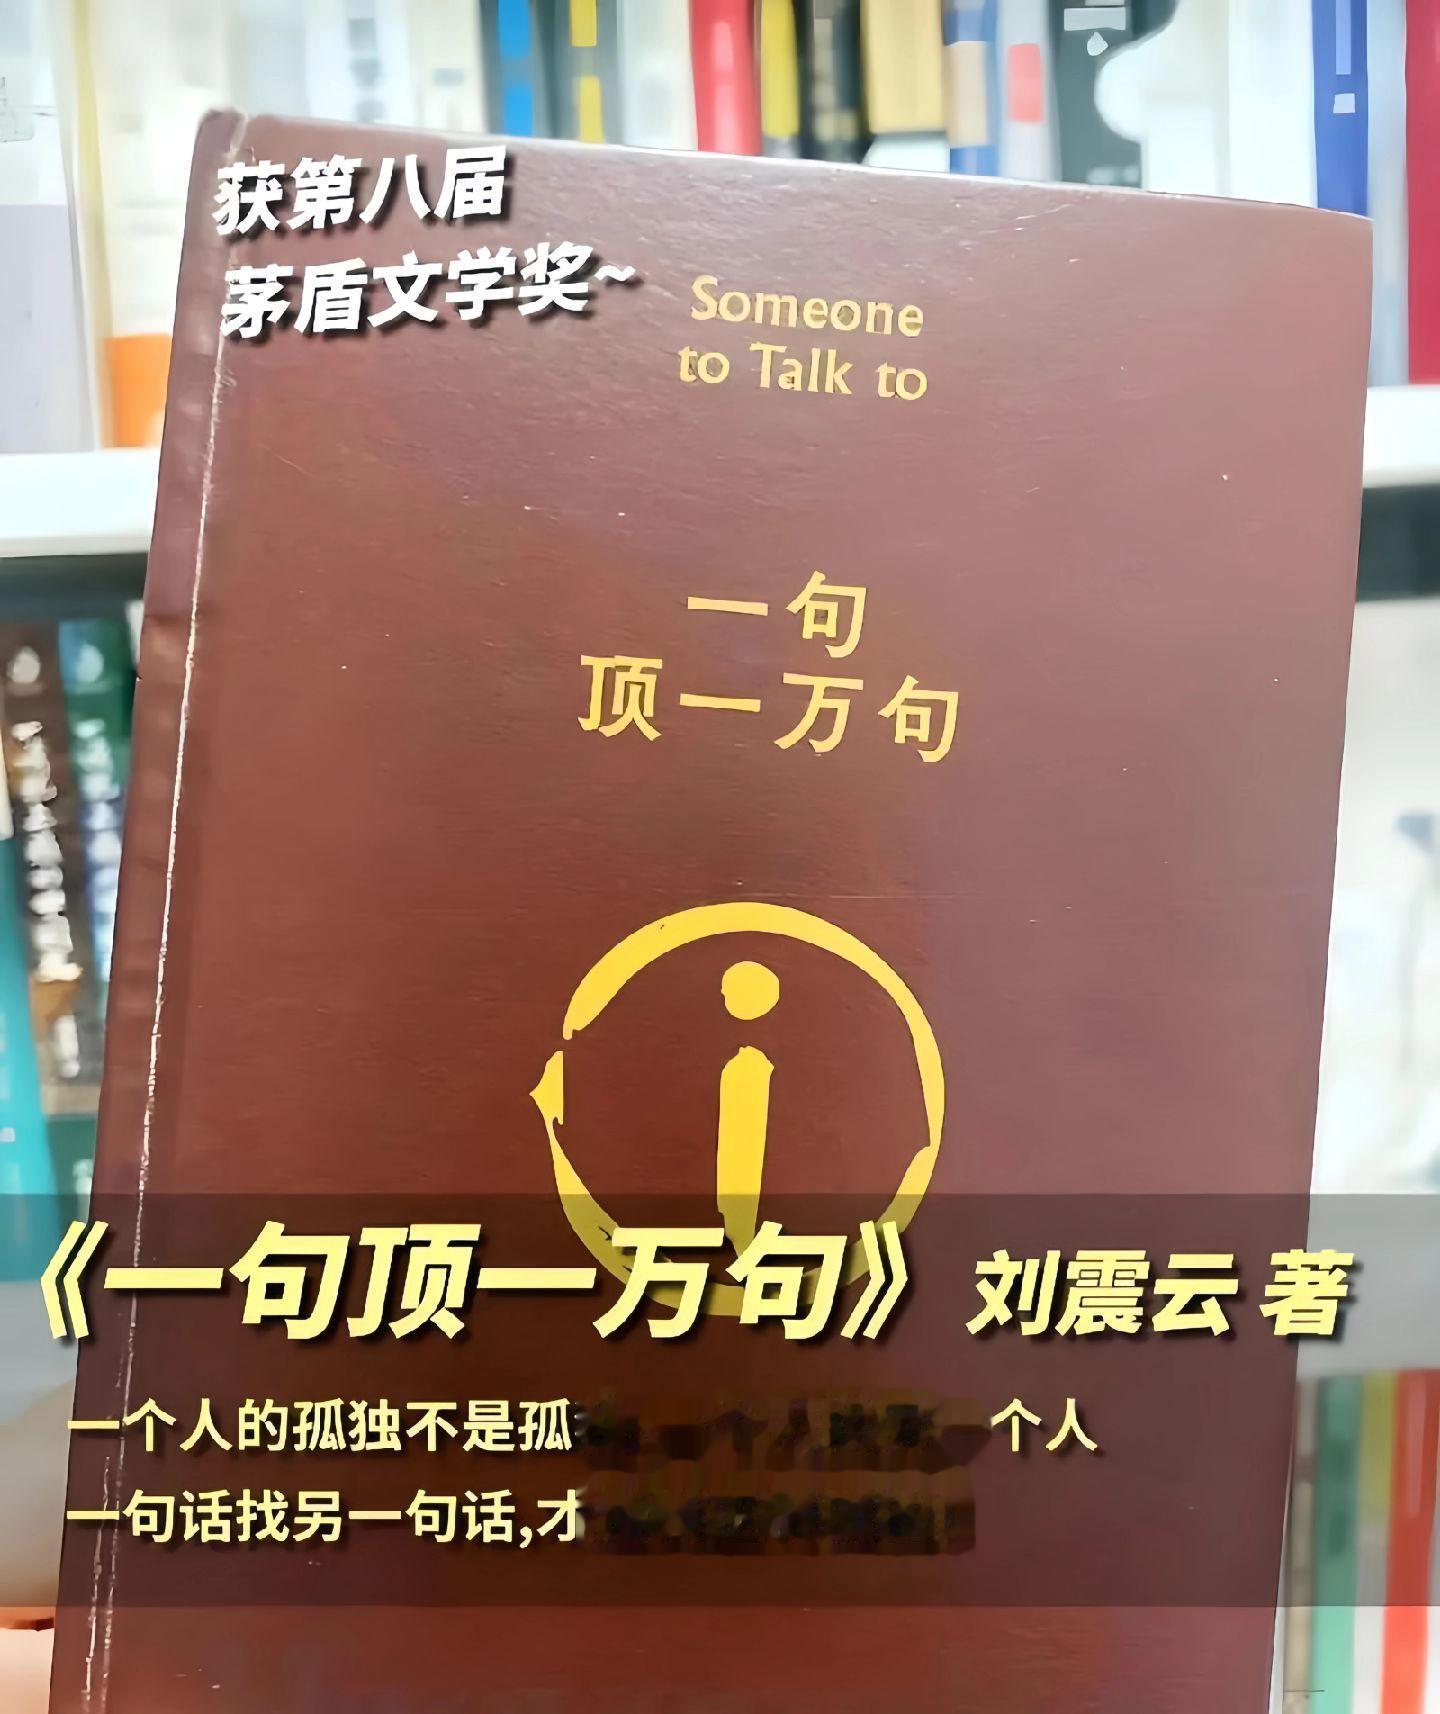 获第八届
茅盾文学奖~
Someone
to Talk to
一句
顶一万句
《一句顶一万句》刘震云 著
一个人的孤独不是孤 个人
一句话找另一句话,才